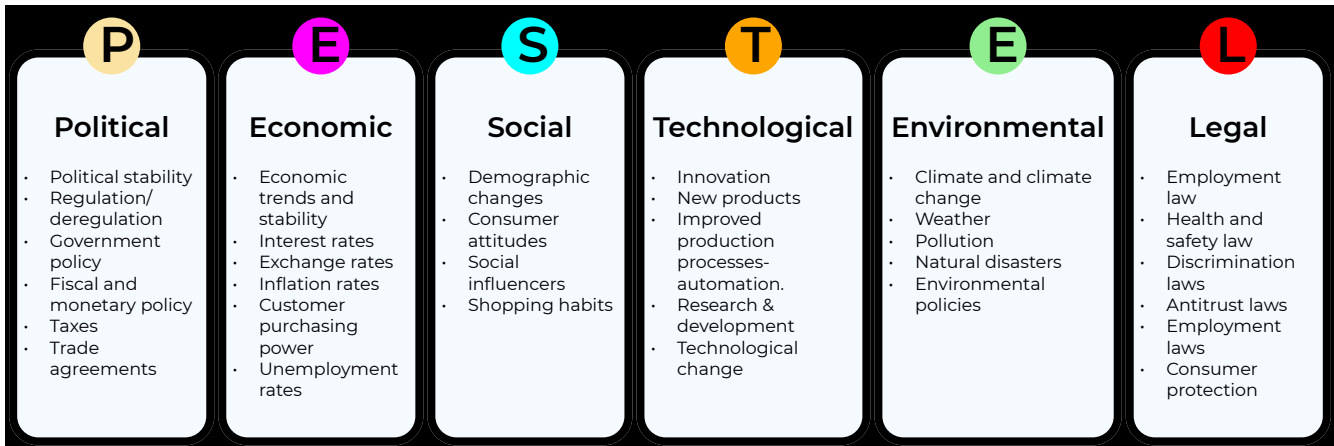 P
Political
• Political stability
• Regulation/
deregulation
• Government
policy
• Fiscal and
monetary policy
• Taxes
• Trade
agreements
E
Economic
• Economic
trends and
stability
• Interest rates
• Exchange rates
• Inflation rates
• Customer
purchasing
power
• Unemployment
rates
S
Social
• Demographic
changes
• Consumer
attitudes
• Social
influencers
• Shopping habits
T
Technological
• Innovation
• New products
• Improved
production
processes-
automation.
• Research &
development
• Technological
change
E
Environmental
• Climate and climate
change
• Weather
• Pollution
• Natural disasters
• Environmental
policies
L
Legal
• Employment
law
• Health and
safety law
• Discrimination
laws
• Antitrust laws
• Employment
laws
• Consumer
protection